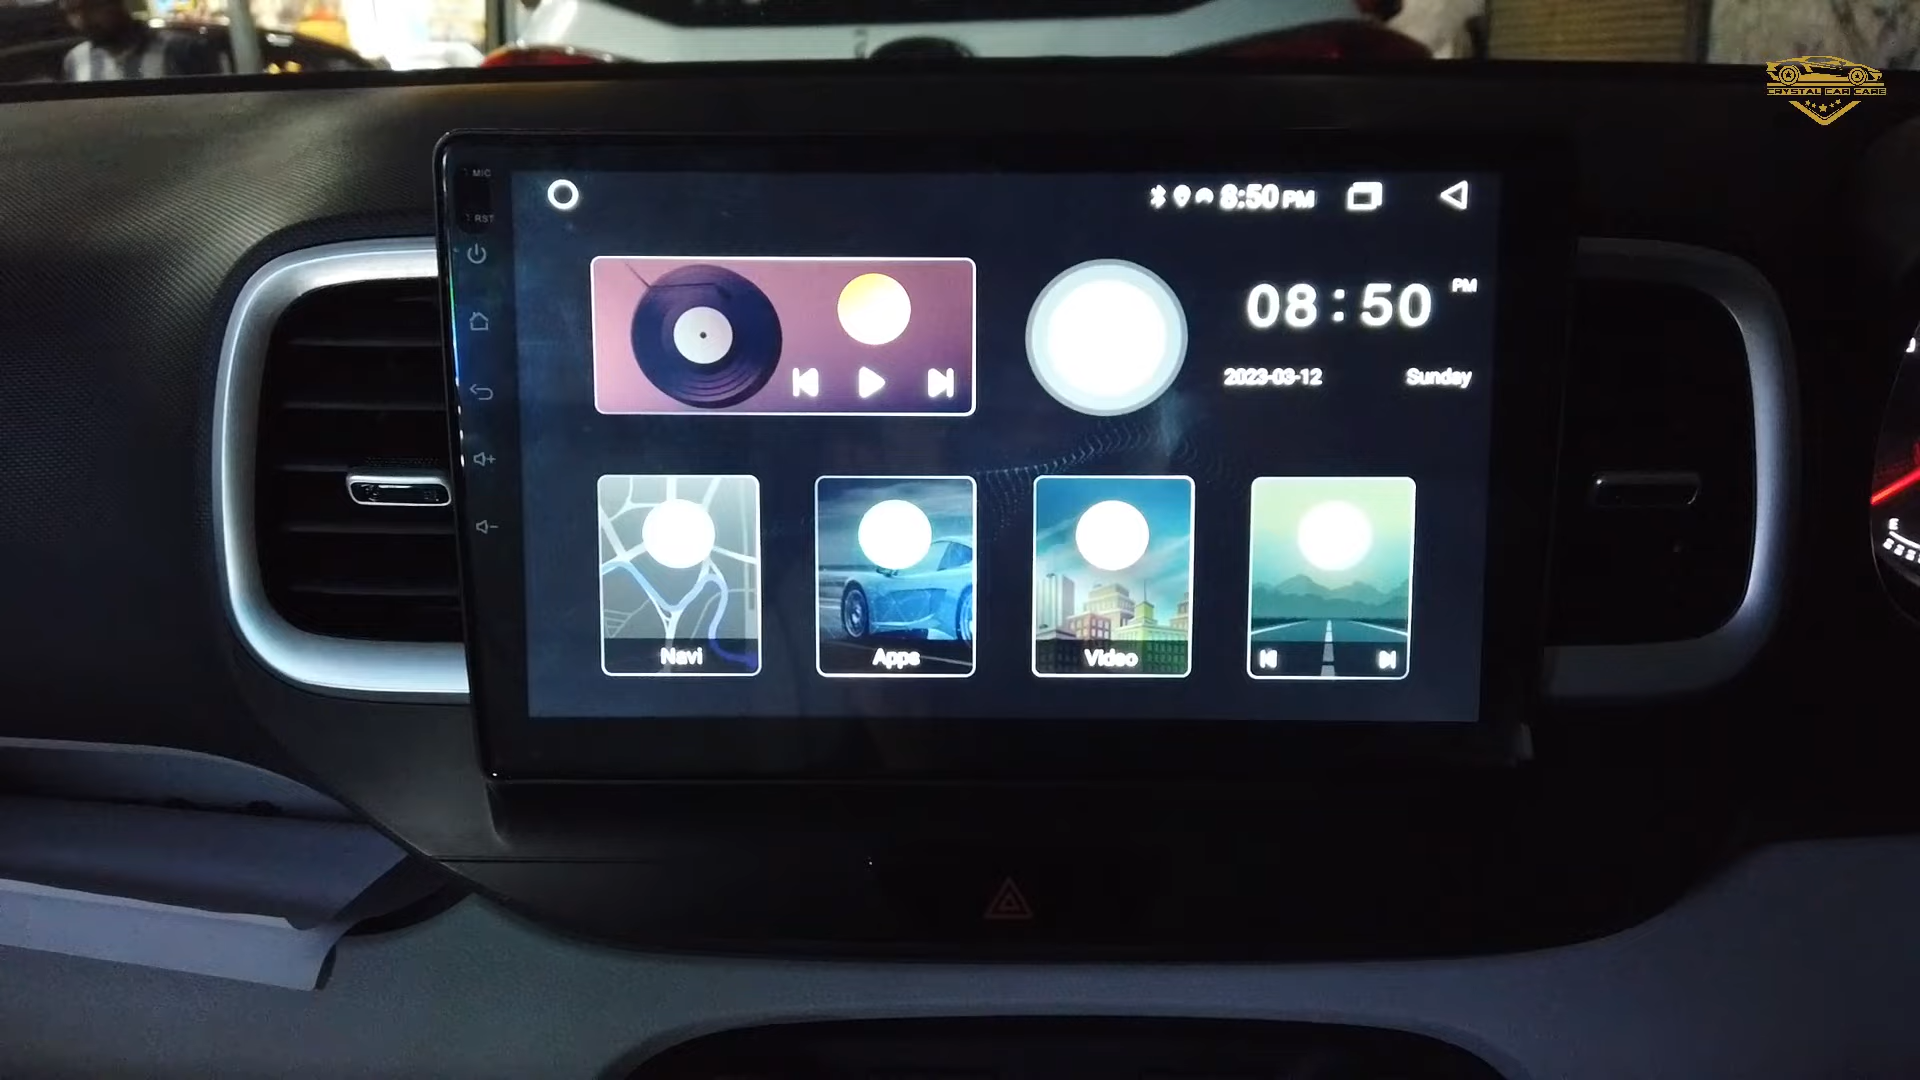 CRYSTAL CAR CARE
MIC
RST
8:50 PM
08:50 PM
2023-03-12 Sunday
Navi
Apps
Video
E